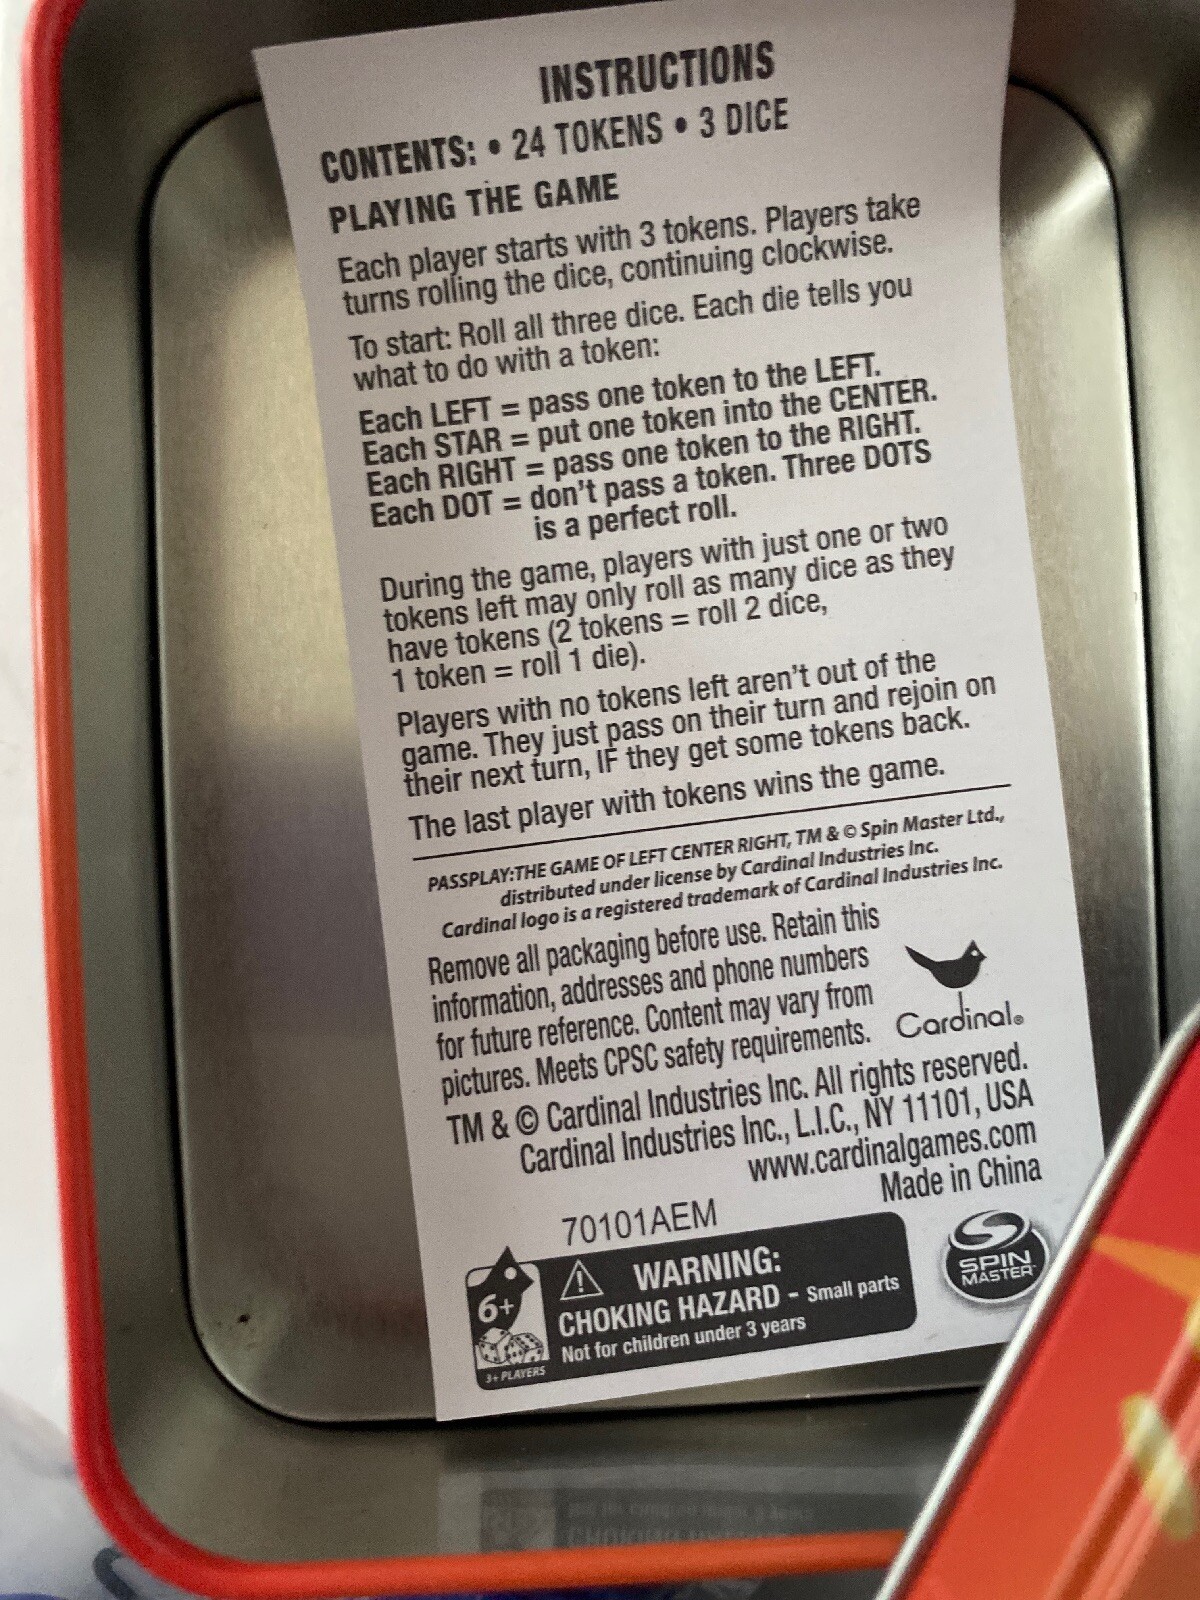 INSTRUCTIONS
CONTENTS: • 24 TOKENS • 3 DICE
PLAYING THE GAME
Each player starts with 3 tokens. Players take
turns rolling the dice, continuing clockwise.
To start: Roll all three dice. Each die tells you
what to do with a token:
Each LEFT = pass one token to the LEFT.
Each STAR = put one token into the CENTER.
Each RIGHT = pass one token to the RIGHT.
Each DOT = don't pass a token. Three DOTS
is a perfect roll.
During the game, players with just one or two
tokens left may only roll as many dice as they
have tokens (2 tokens = roll 2 dice,
1 token = roll 1 die).
Players with no tokens left aren't out of the
game. They just pass on their turn and rejoin on
their next turn, IF they get some tokens back.
The last player with tokens wins the game.
PASSPLAY:THE GAME OF LEFT CENTER RIGHT, TM & © Spin Master Ltd.,
distributed under license by Cardinal Industries Inc.
Cardinal logo is a registered trademark of Cardinal Industries Inc.
Remove all packaging before use. Retain this
information, addresses and phone numbers
for future reference. Content may vary from
pictures. Meets CPSC safety requirements.
Cardinal®
TM & © Cardinal Industries Inc. All rights reserved.
Cardinal Industries Inc., L.I.C., NY 11101, USA
www.cardinalgames.com
Made in China
70101AEM
6+
3+ PLAYERS
WARNING:
CHOKING HAZARD - Small parts
Not for children under 3 years
SPIN
MASTER™